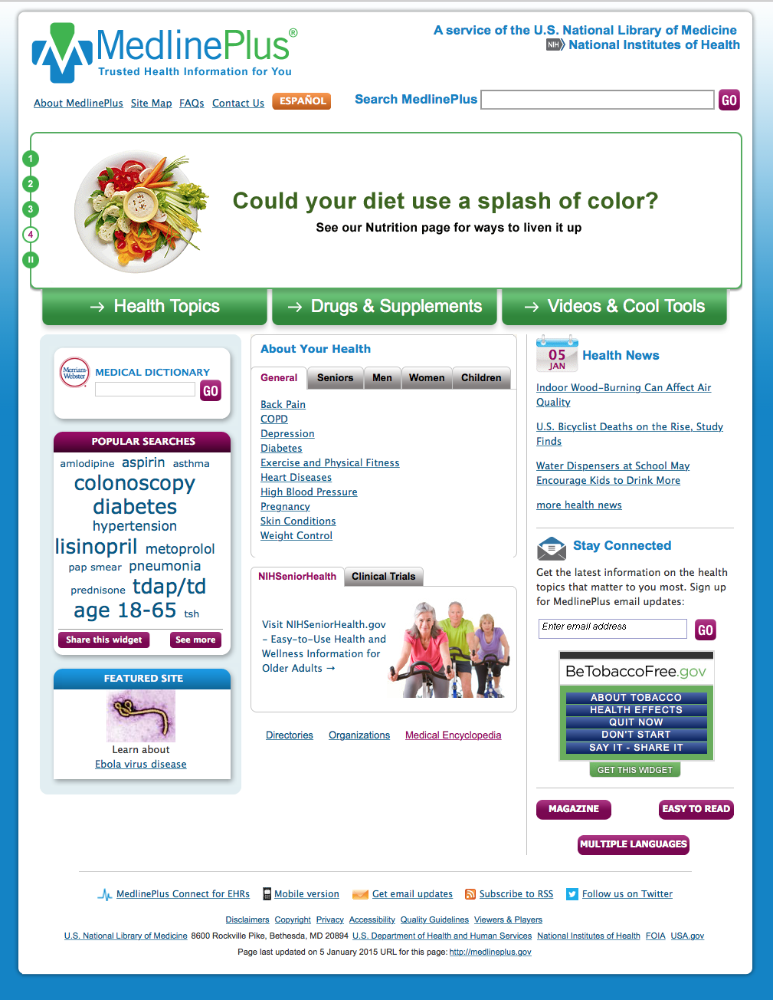 MedlinePlus®
Trusted Health Information for You
A service of the U.S. National Library of Medicine
NIH National Institutes of Health
About MedlinePlus Site Map FAQs Contact Us ESPAÑOL
Search MedlinePlus GO
1
2
3
4
Could your diet use a splash of color?
See our Nutrition page for ways to liven it up
→ Health Topics
→ Drugs & Supplements
→ Videos & Cool Tools
Merriam-
Webster
MEDICAL DICTIONARY
GO
POPULAR SEARCHES
amlodipine aspirin asthma
colonoscopy
diabetes
hypertension
lisinopril metoprolol
pap smear pneumonia
prednisone tdap/td
age 18-65 tsh
Share this widget See more
FEATURED SITE
Learn about
Ebola virus disease
About Your Health
General Seniors Men Women Children
Back Pain
COPD
Depression
Diabetes
Exercise and Physical Fitness
Heart Diseases
High Blood Pressure
Pregnancy
Skin Conditions
Weight Control
NIHSeniorHealth Clinical Trials
Visit NIHSeniorHealth.gov
– Easy-to-Use Health and
Wellness Information for
Older Adults →
Directories Organizations Medical Encyclopedia
05
JAN
Health News
Indoor Wood-Burning Can Affect Air
Quality
U.S. Bicyclist Deaths on the Rise, Study
Finds
Water Dispensers at School May
Encourage Kids to Drink More
more health news
Stay Connected
Get the latest information on the health
topics that matter to you most. Sign up
for MedlinePlus email updates:
Enter email address GO
BeTobaccoFree.gov
ABOUT TOBACCO
HEALTH EFFECTS
QUIT NOW
DON'T START
SAY IT - SHARE IT
GET THIS WIDGET
MAGAZINE EASY TO READ
MULTIPLE LANGUAGES
MedlinePlus Connect for EHRs Mobile version Get email updates Subscribe to RSS Follow us on Twitter
Disclaimers Copyright Privacy Accessibility Quality Guidelines Viewers & Players
U.S. National Library of Medicine 8600 Rockville Pike, Bethesda, MD 20894 U.S. Department of Health and Human Services National Institutes of Health FOIA USA.gov
Page last updated on 5 January 2015 URL for this page: http://medlineplus.gov